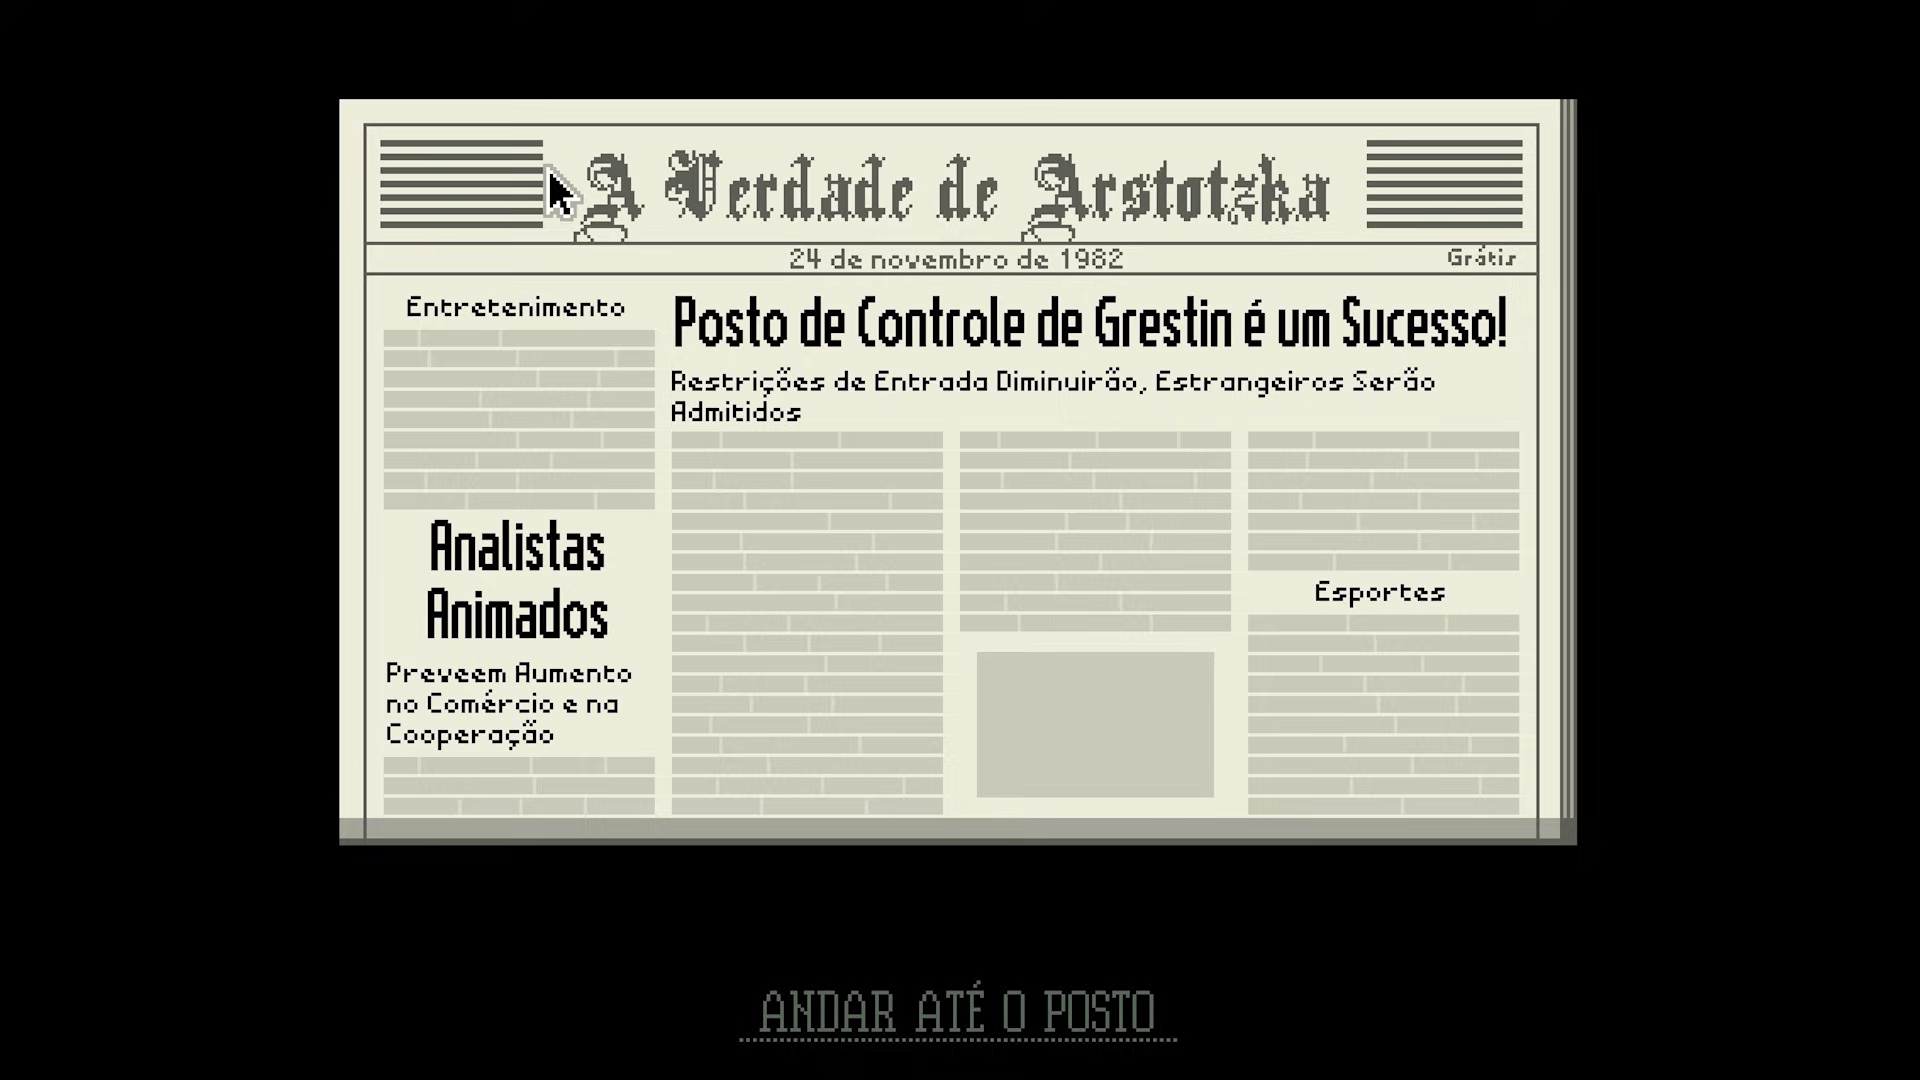 A Verdade de Arstotzka
24 de novembro de 1982
Grátis
Entretenimento
Posto de Controle de Grestin é um Sucesso!
Restrições de Entrada Diminuirão, Estrangeiros Serão
Admitidos
Analistas
Animados
Preveem Aumento
no Comércio e na
Cooperação
Esportes
ANDAR ATÉ O POSTO